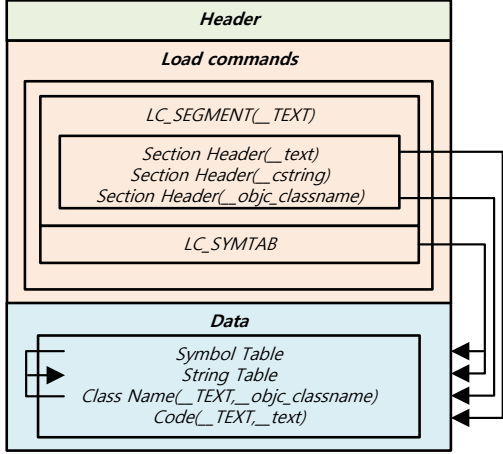 Header
Load commands
LC_SEGMENT(__TEXT)
Section Header(__text)
Section Header(__cstring)
Section Header(__objc_classname)
LC_SYMTAB
Data
Symbol Table
String Table
Class Name(__TEXT,__objc_classname)
Code(__TEXT,__text)